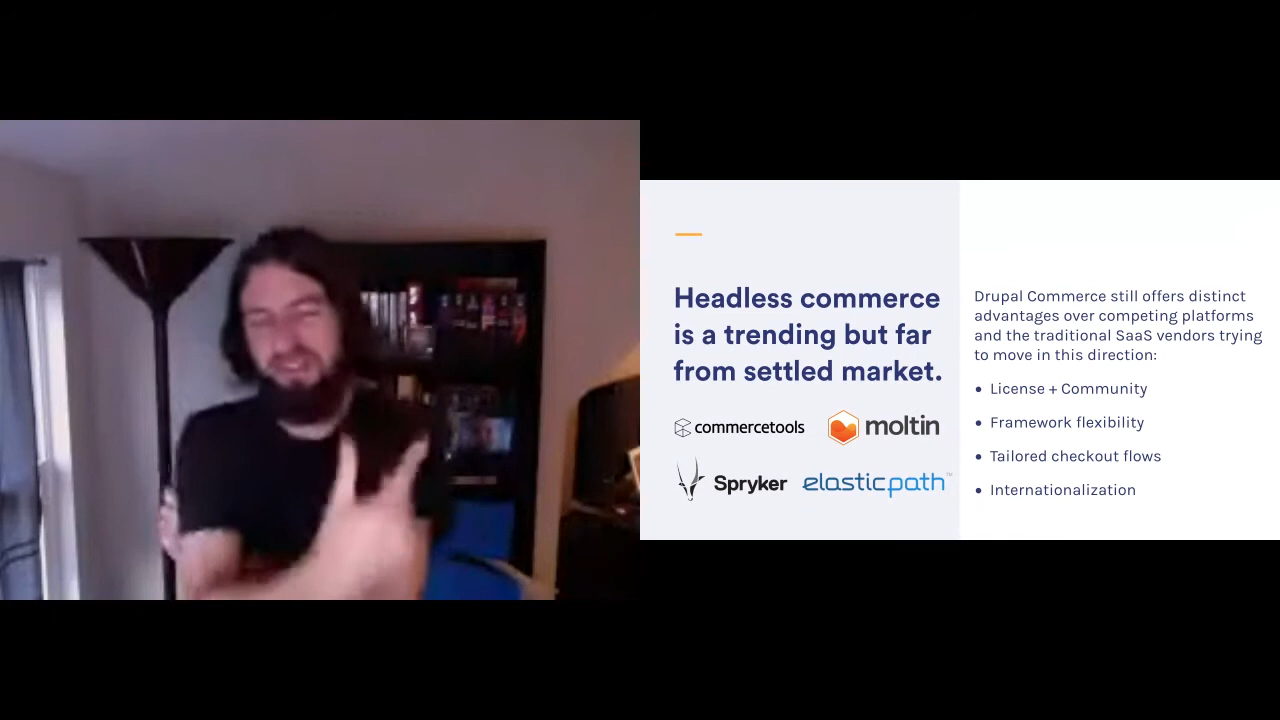 Headless commerce
is a trending but far
from settled market.
commercetools
moltin
Spryker
elasticpath™
Drupal Commerce still offers distinct
advantages over competing platforms
and the traditional SaaS vendors trying
to move in this direction:
• License + Community
• Framework flexibility
• Tailored checkout flows
• Internationalization